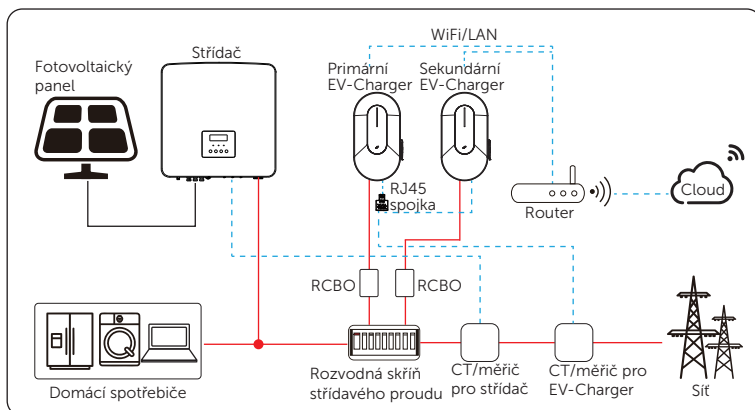 WiFi/LAN
Střídač
Fotovoltaický
panel
Primární
EV-Charger
Sekundární
EV-Charger
RJ45
spojka
Router
Cloud
RCBO
RCBO
Domácí spotřebiče
Rozvodná skříň
střídavého proudu
CT/měřič
pro střídač
CT/měřič pro
EV-Charger
Síť